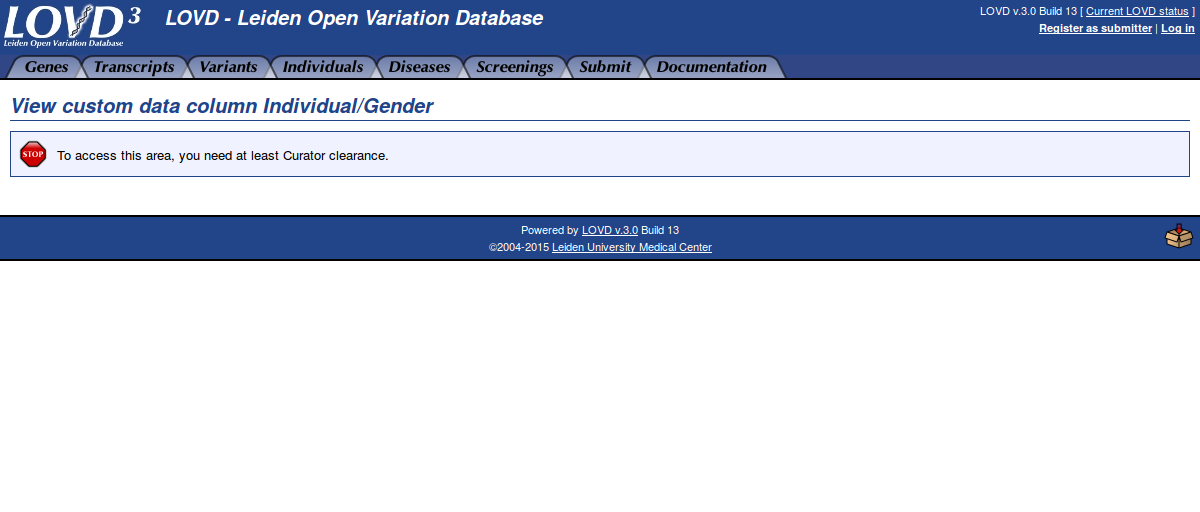 LOVD 3
Leiden Open Variation Database
LOVD - Leiden Open Variation Database
LOVD v.3.0 Build 13 [ Current LOVD status ]
Register as submitter | Log in
Genes Transcripts Variants Individuals Diseases Screenings Submit Documentation
View custom data column Individual/Gender
STOP To access this area, you need at least Curator clearance.
Powered by LOVD v.3.0 Build 13
©2004-2015 Leiden University Medical Center